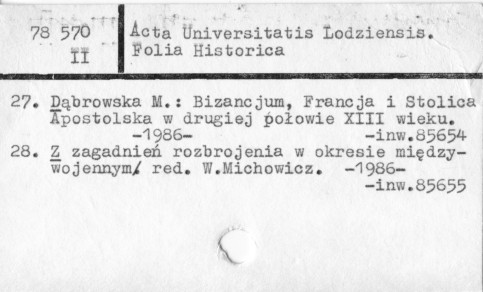 78 570 Acta Universitatis Lodziensis.
II Folia Historica
27. Dąbrowska M.: Bizancjum, Francja i Stolica
Apostolska w drugiej połowie XIII wieku.
-1986- -inw.85654
28. Z zagadnień rozbrojenia w okresie między-
wojennym/ red. W.Michowicz. -1986-
-inw.85655